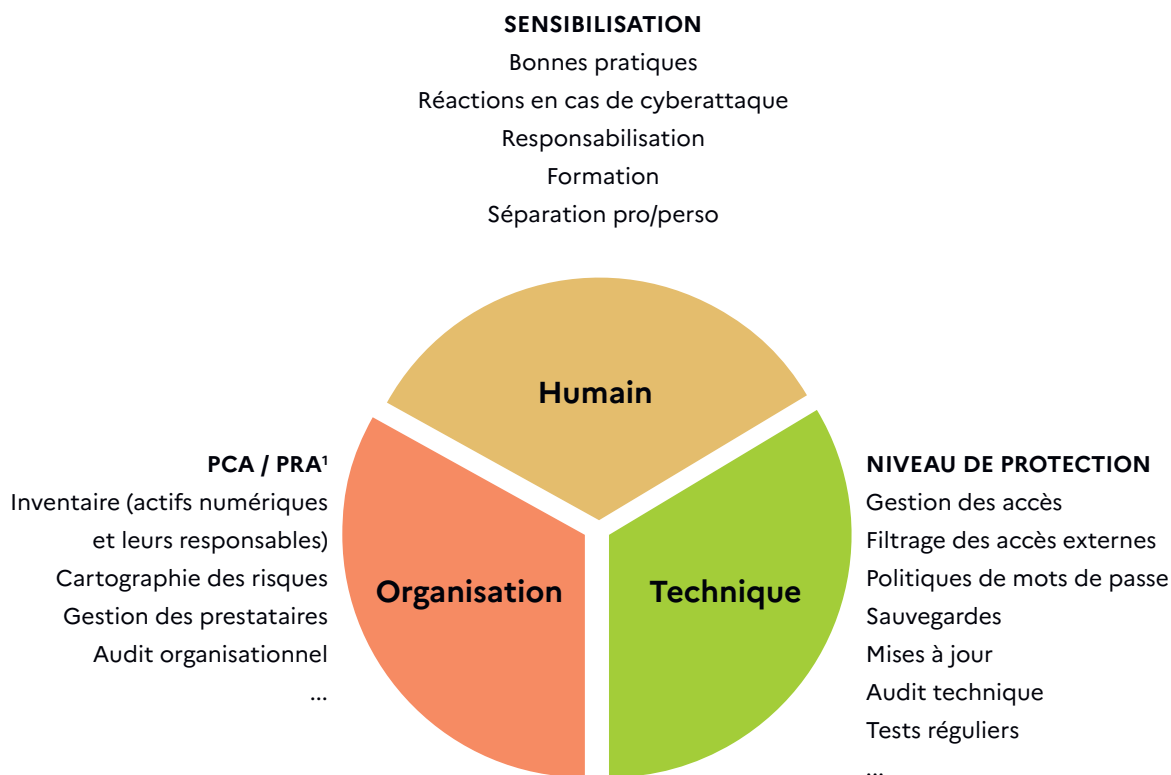 SENSIBILISATION
Bonnes pratiques
Réactions en cas de cyberattaque
Responsabilisation
Formation
Séparation pro/perso
Humain
PCA / PRA¹
Inventaire (actifs numériques
et leurs responsables)
Cartographie des risques
Gestion des prestataires
Audit organisationnel
...
Organisation
Technique
NIVEAU DE PROTECTION
Gestion des accès
Filtrage des accès externes
Politiques de mots de passe
Sauvegardes
Mises à jour
Audit technique
Tests réguliers
...